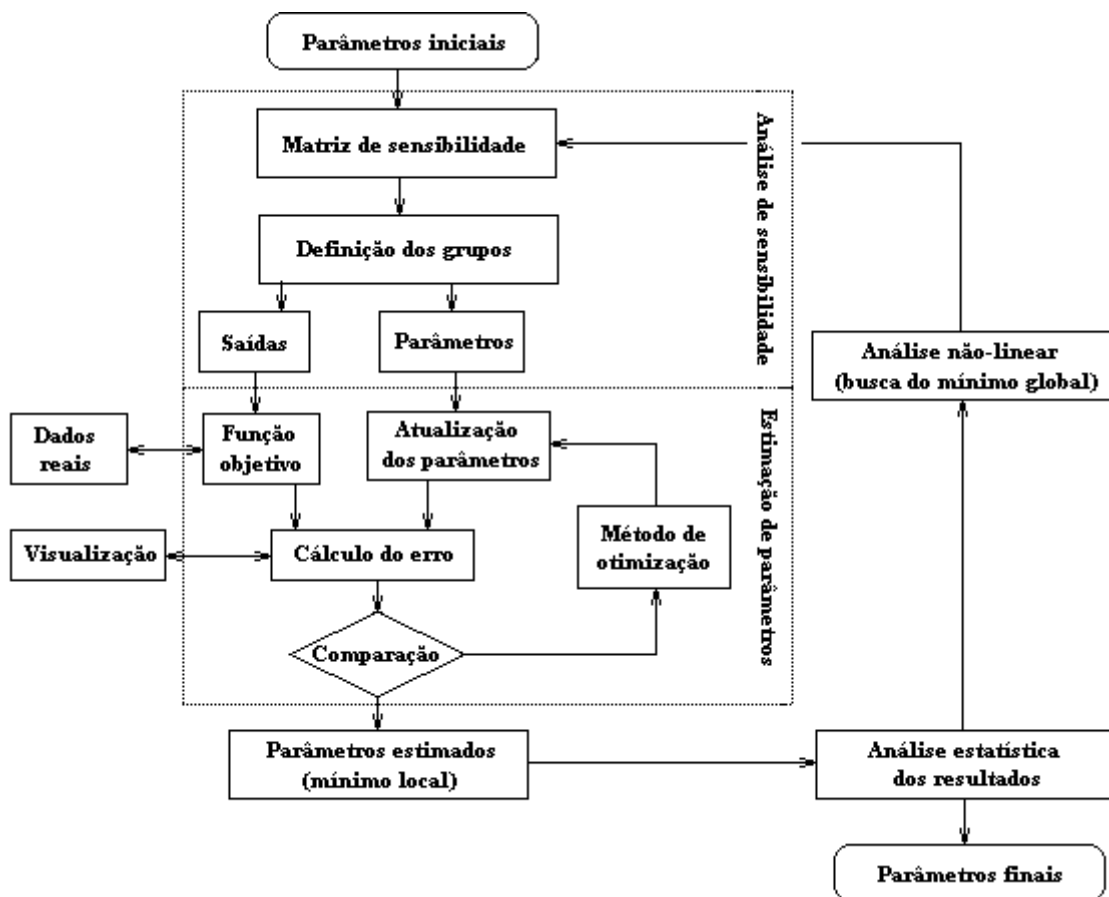 Parâmetros iniciais
Matriz de sensibilidade
Análise de sensibilidade
Definição dos grupos
Saídas
Parâmetros
Análise não-linear
(busca do mínimo global)
Dados
reais
Função
objetivo
Atualização
dos parâmetros
Estimação de parâmetros
Visualização
Cálculo do erro
Método de
otimização
Comparação
Parâmetros estimados
(mínimo local)
Análise estatística
dos resultados
Parâmetros finais